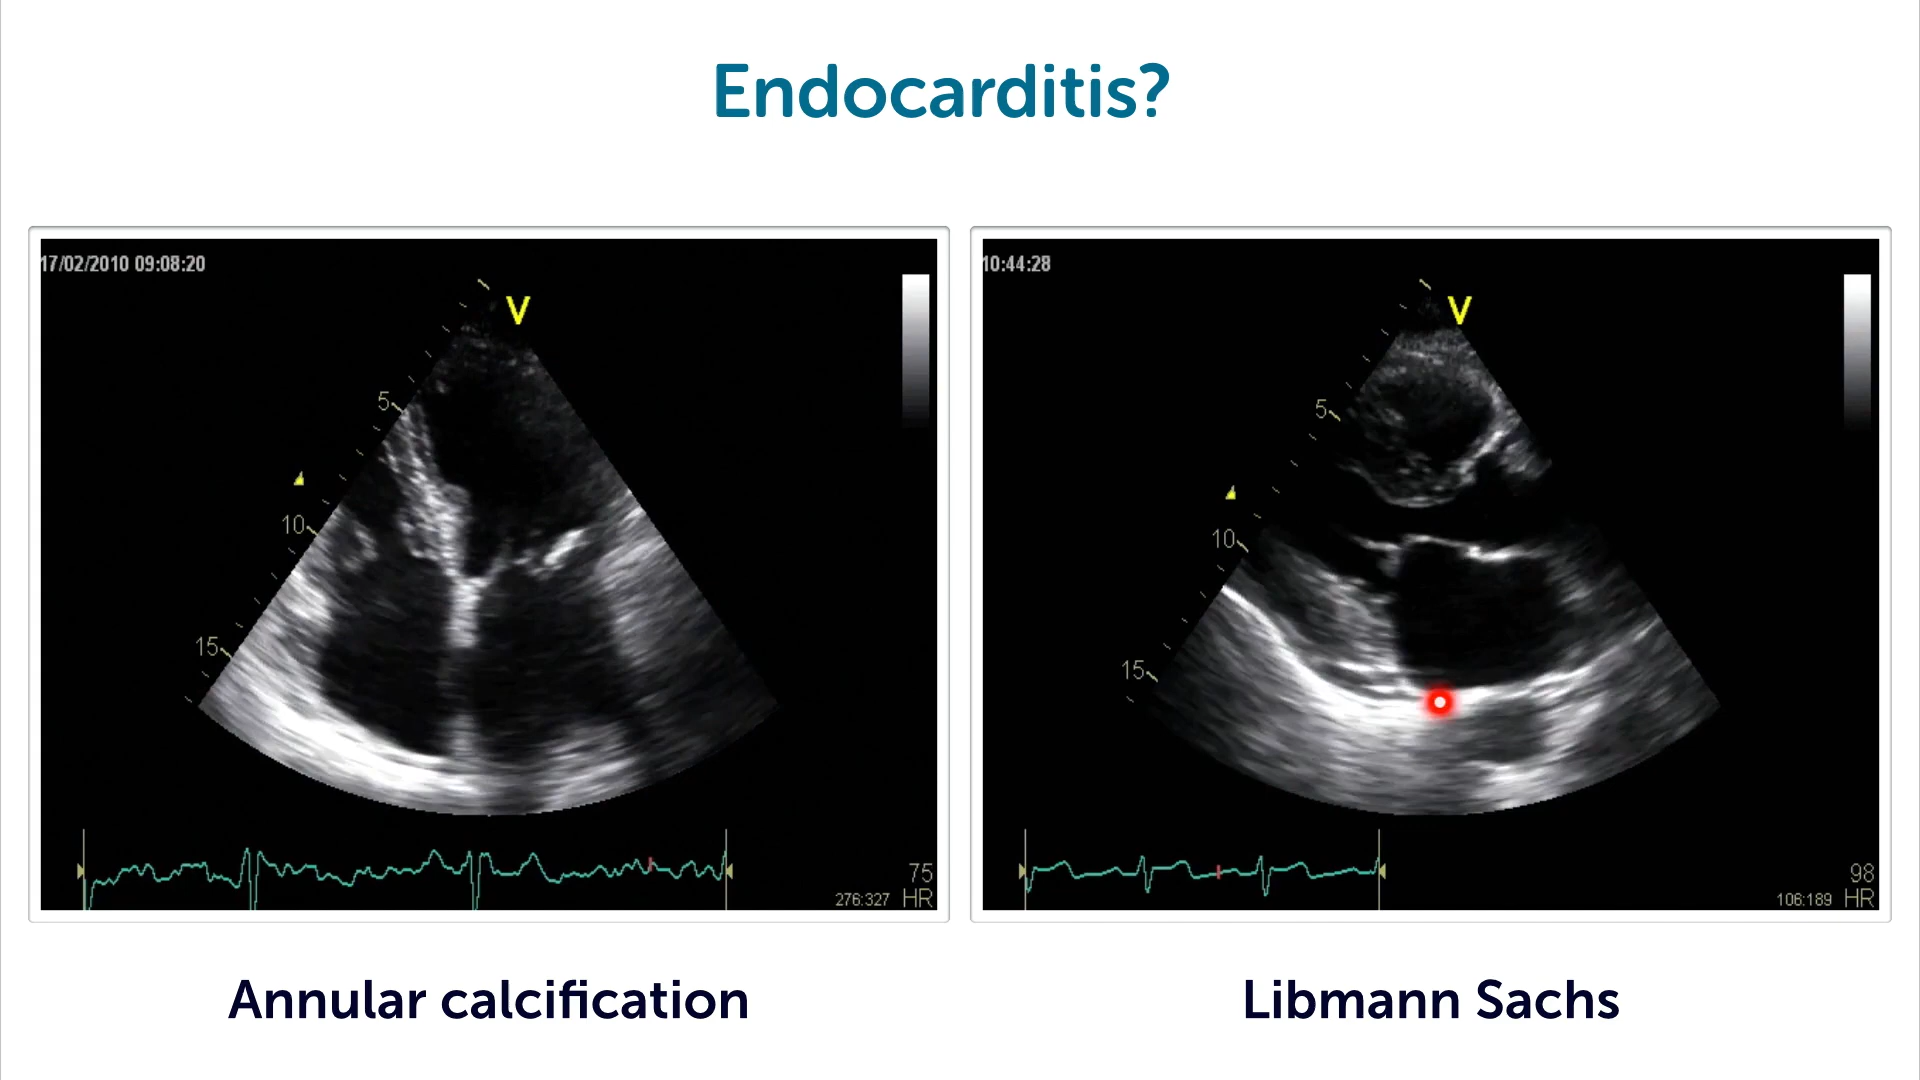 Endocarditis?
17/02/2010 09:08:20
V
5
10
15
75
276:327 HR
10:44:28
V
5
10
15
98
106:189 HR
Annular calcification
Libmann Sachs